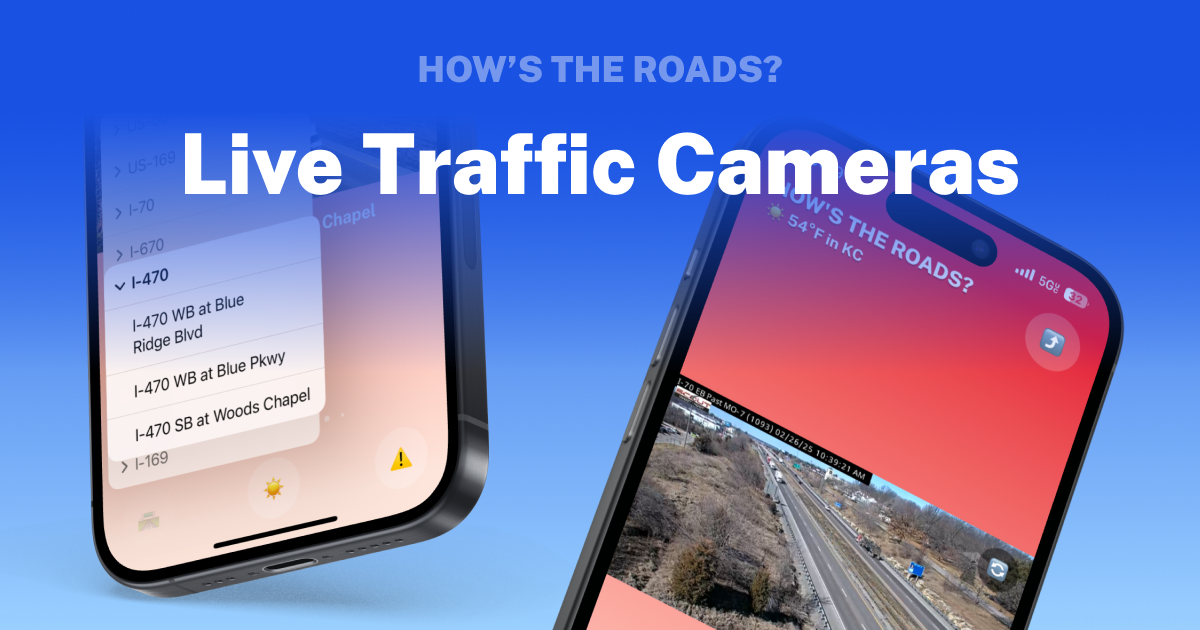 HOW’S THE ROADS?
Live Traffic Cameras
US-169
I-70
I-670
Chapel
I-470
I-470 WB at Blue
Ridge Blvd
I-470 WB at Blue Pkwy
I-470 SB at Woods Chapel
I-169
HOW'S THE ROADS?
54°F in KC
5G
32
I-70 EB Past MO-7 (1093) 02/26/25 10:39:21 AM